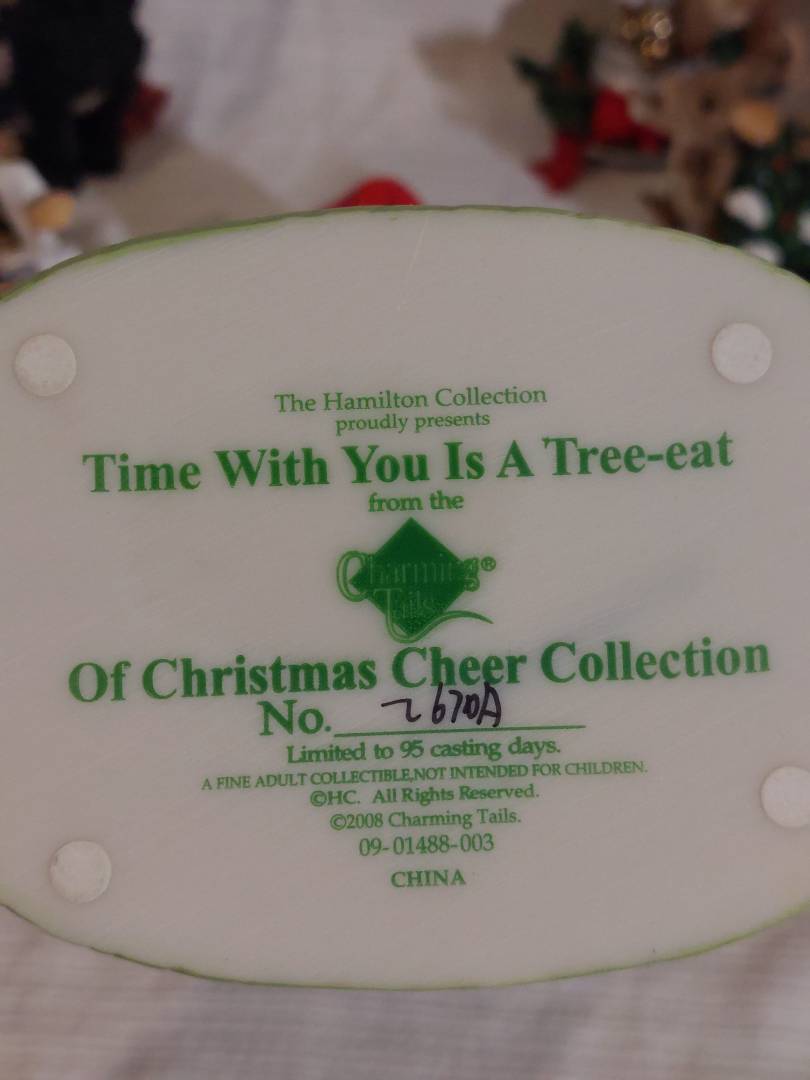 The Hamilton Collection
proudly presents
Time With You Is A Tree-eat
from the
Charming®
Tails
Of Christmas Cheer Collection
No. 2670A
Limited to 95 casting days.
A FINE ADULT COLLECTIBLE,NOT INTENDED FOR CHILDREN.
©HC. All Rights Reserved.
©2008 Charming Tails.
09-01488-003
CHINA